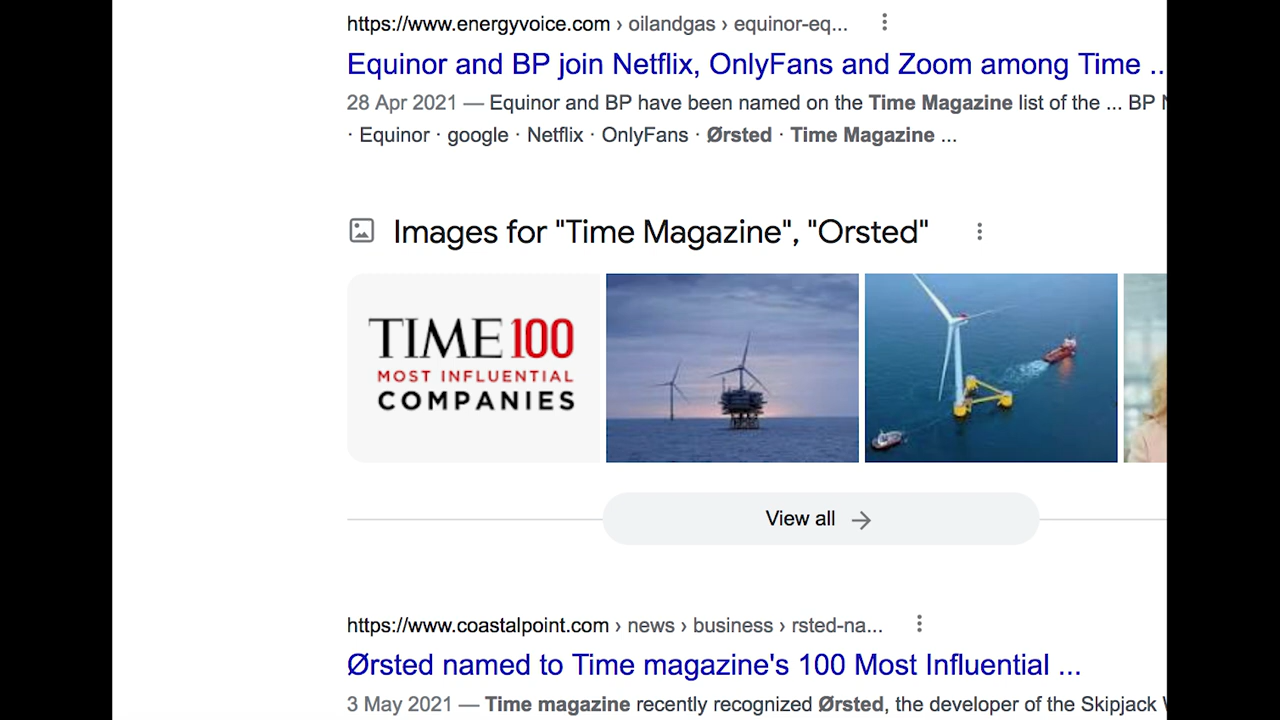 https://www.energyvoice.com › oilandgas › equinor-eq...
Equinor and BP join Netflix, OnlyFans and Zoom among Time ..
28 Apr 2021 — Equinor and BP have been named on the Time Magazine list of the ... BP
· Equinor · google · Netflix · OnlyFans · Ørsted · Time Magazine ...
Images for "Time Magazine", "Orsted"
TIME 100
MOST INFLUENTIAL
COMPANIES
View all
https://www.coastalpoint.com › news › business › rsted-na...
Ørsted named to Time magazine's 100 Most Influential ...
3 May 2021 — Time magazine recently recognized Ørsted, the developer of the Skipjack